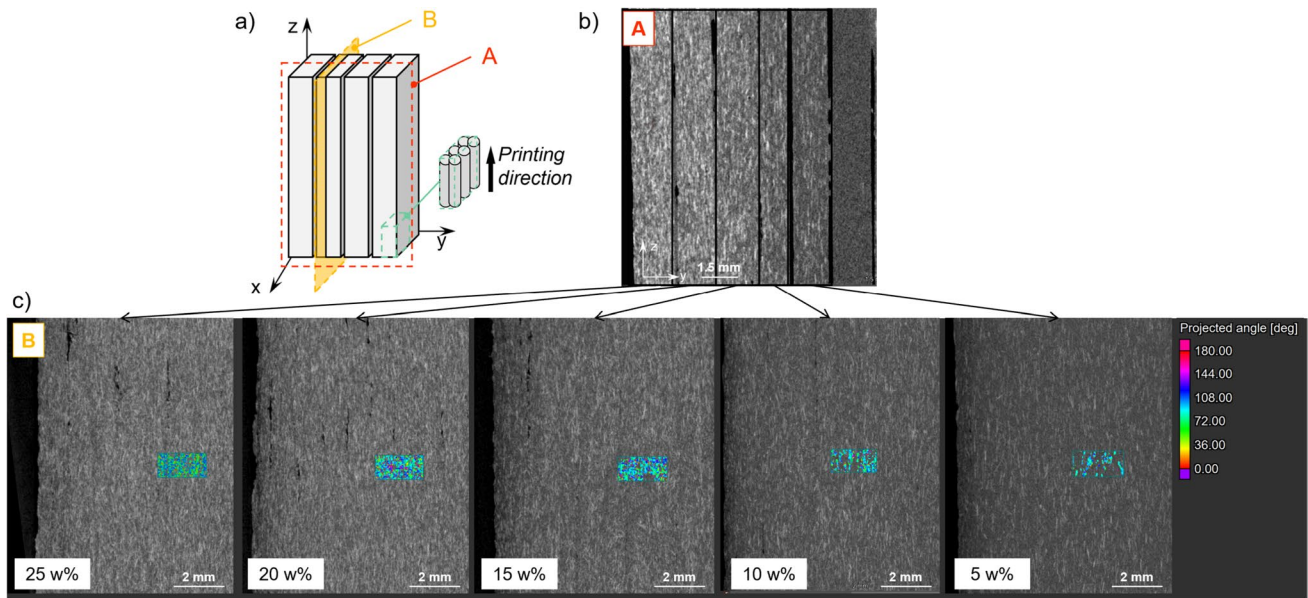 a)
z
B
A
Printing
direction
y
x
b)
A
z
y
1.5 mm
c)
B
25 w%
2 mm
20 w%
2 mm
15 w%
2 mm
10 w%
2 mm
5 w%
2 mm
Projected angle [deg]
180.00
144.00
108.00
72.00
36.00
0.00